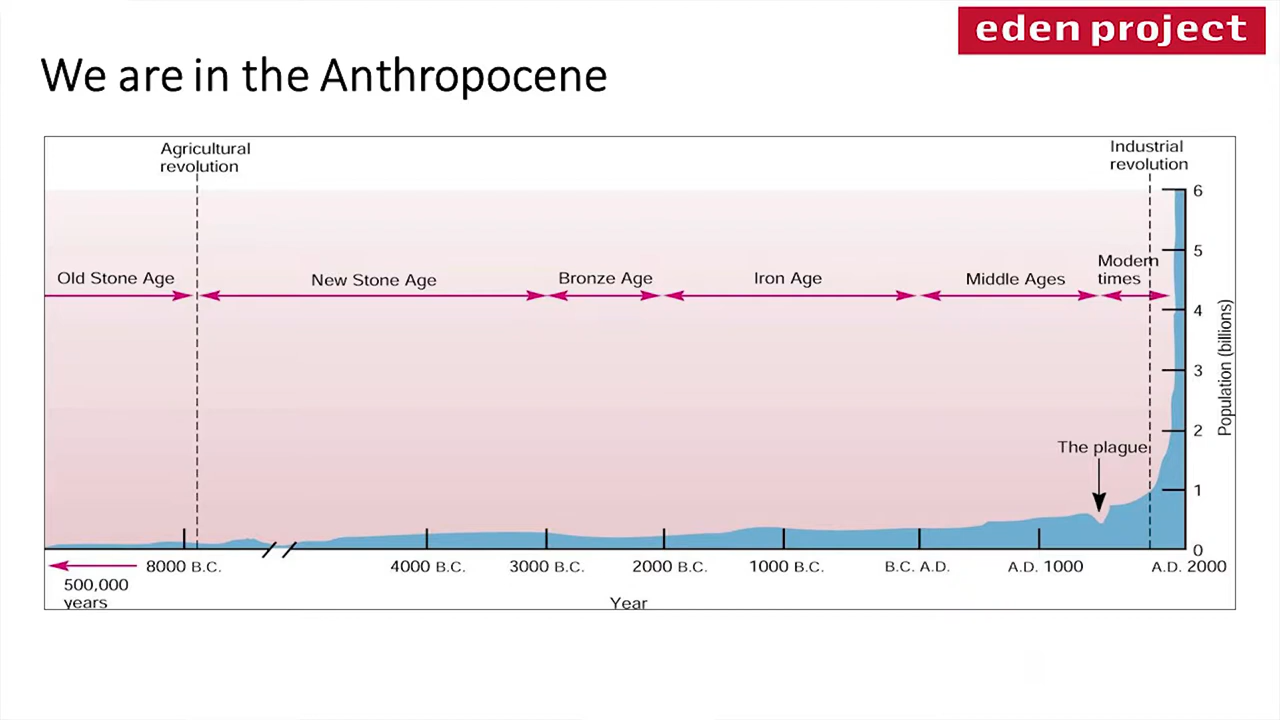 eden project
We are in the Anthropocene
Agricultural
revolution
Industrial
revolution
6
5
4
3
2
1
0
Population (billions)
Old Stone Age
New Stone Age
Bronze Age
Iron Age
Middle Ages
Modern
times
The plague
8000 B.C.
4000 B.C.
3000 B.C.
2000 B.C.
1000 B.C.
B.C. A.D.
A.D. 1000
A.D. 2000
500,000
years
Year